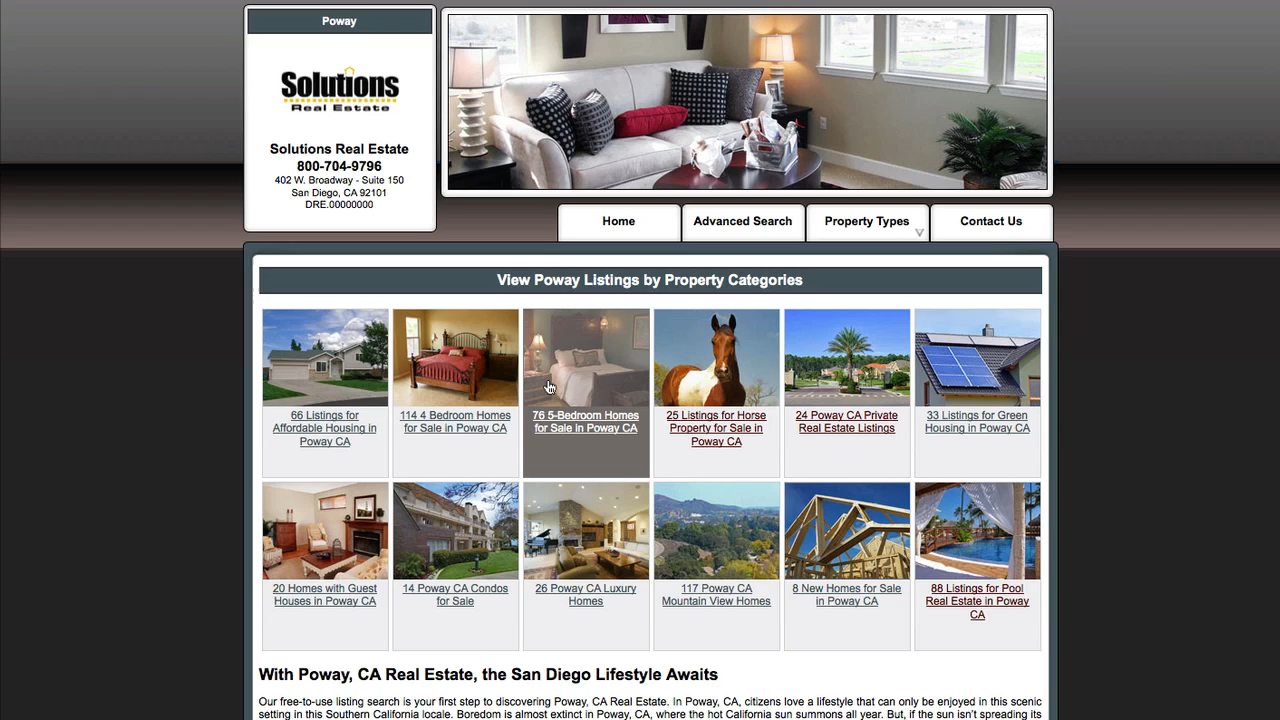 Poway
Solutions
Real Estate
Solutions Real Estate
800-704-9796
402 W. Broadway - Suite 150
San Diego, CA 92101
DRE.00000000
Home
Advanced Search
Property Types
Contact Us
View Poway Listings by Property Categories
66 Listings for
Affordable Housing in
Poway CA
114 4 Bedroom Homes
for Sale in Poway CA
76 5-Bedroom Homes
for Sale in Poway CA
25 Listings for Horse
Property for Sale in
Poway CA
24 Poway CA Private
Real Estate Listings
33 Listings for Green
Housing in Poway CA
20 Homes with Guest
Houses in Poway CA
14 Poway CA Condos
for Sale
26 Poway CA Luxury
Homes
117 Poway CA
Mountain View Homes
8 New Homes for Sale
in Poway CA
88 Listings for Pool
Real Estate in Poway
CA
With Poway, CA Real Estate, the San Diego Lifestyle Awaits
Our free-to-use listing search is your first step to discovering Poway, CA Real Estate. In Poway, CA, citizens love a lifestyle that can only be enjoyed in this scenic
setting in this Southern California locale. Boredom is almost extinct in Poway, CA, where the hot California sun summons all year. But, if the sun isn't spreading its